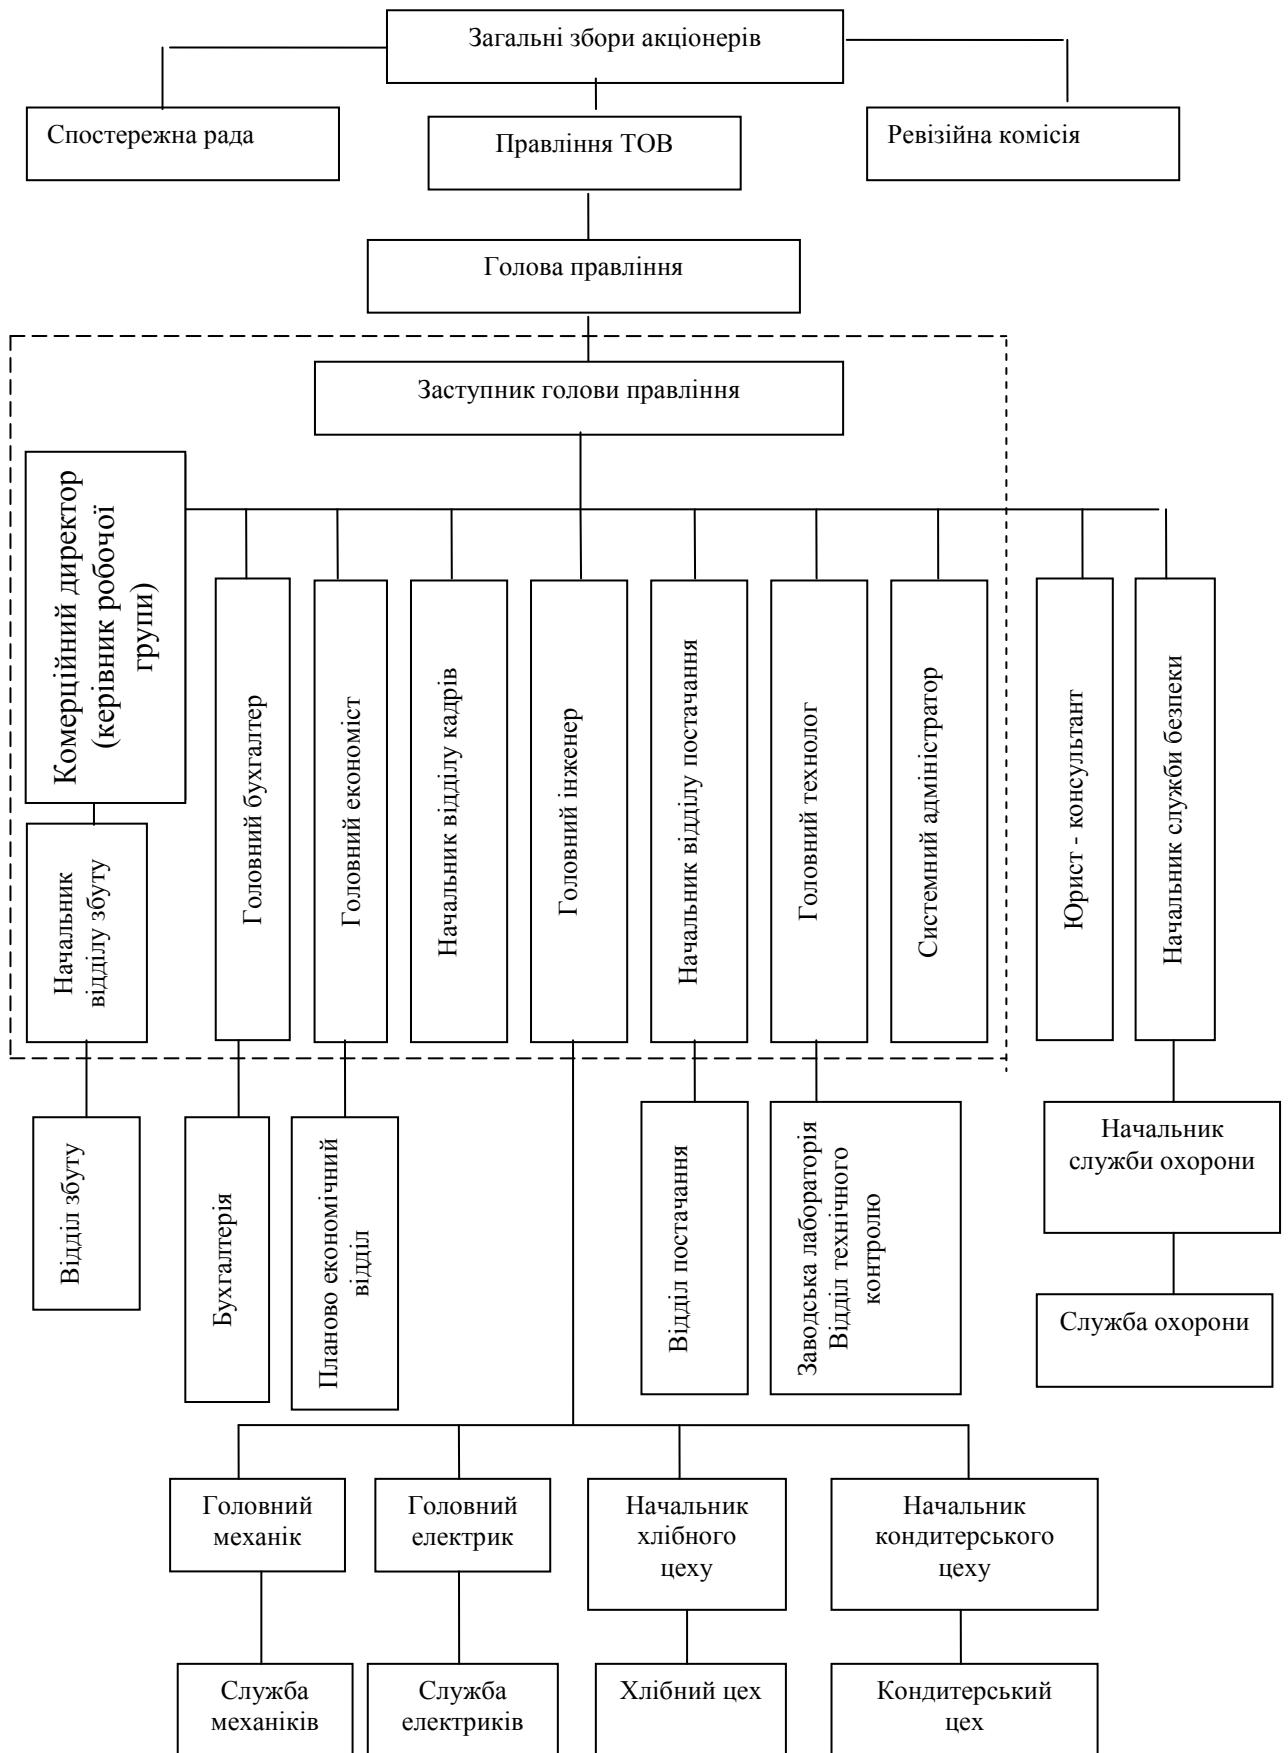 Загальні збори акціонерів
Спостережна рада
Правління ТОВ
Ревізійна комісія
Голова правління
Заступник голови правління
Комерційний директор
(керівник робочої
групи)
Начальник
відділу збуту
Головний бухгалтер
Головний економіст
Начальник відділу кадрів
Головний інженер
Начальник відділу постачання
Головний технолог
Системний адміністратор
Юрист - консультант
Начальник служби безпеки
Відділ збуту
Бухгалтерія
Планово економічний
відділ
Відділ постачання
Заводська лабораторія
Відділ технічного
контролю
Начальник
служби охорони
Служба охорони
Головний
механік
Головний
електрик
Начальник
хлібного
цеху
Начальник
кондитерського
цеху
Служба
механіків
Служба
електриків
Хлібний цех
Кондитерський
цех